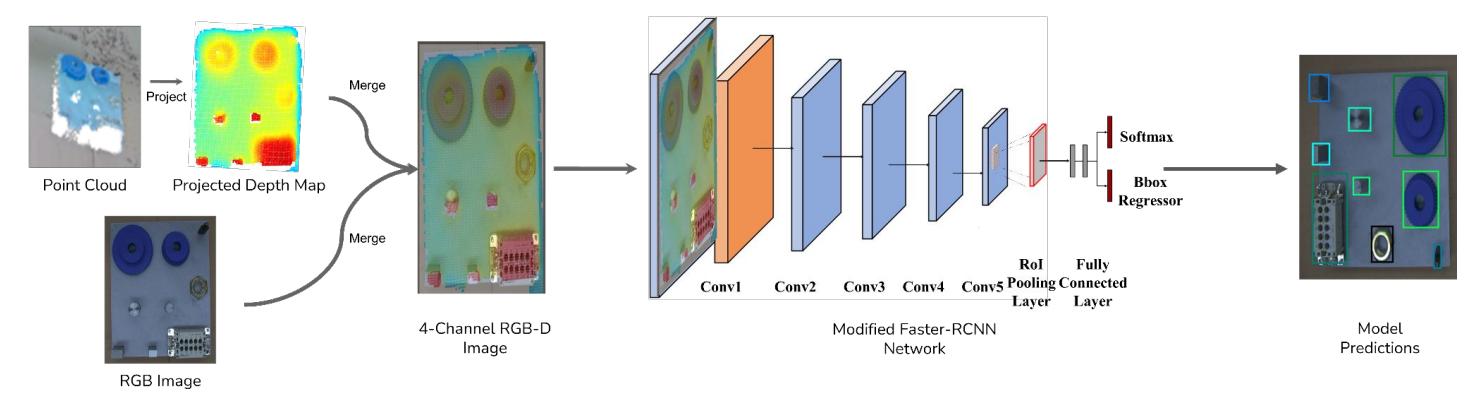 Point Cloud
Project
Projected Depth Map
Merge
RGB Image
Merge
4-Channel RGB-D
Image
Conv1
Conv2
Conv3
Conv4
Conv5
RoI
Pooling
Layer
Fully
Connected
Layer
Softmax
Bbox
Regressor
Modified Faster-RCNN
Network
Model
Predictions